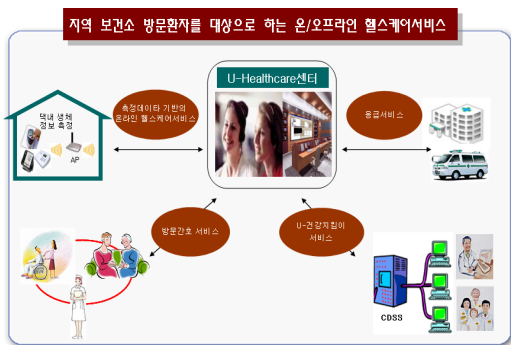 지역 보건소 방문환자를 대상으로 하는 온/오프라인 헬스케어서비스
U-Healthcare센터
측정데이타 기반의
온라인 헬스케어서비스
응급서비스
댁내 생체
정보 측정
AP
방문간호 서비스
U-건강지킴이
서비스
CDSS